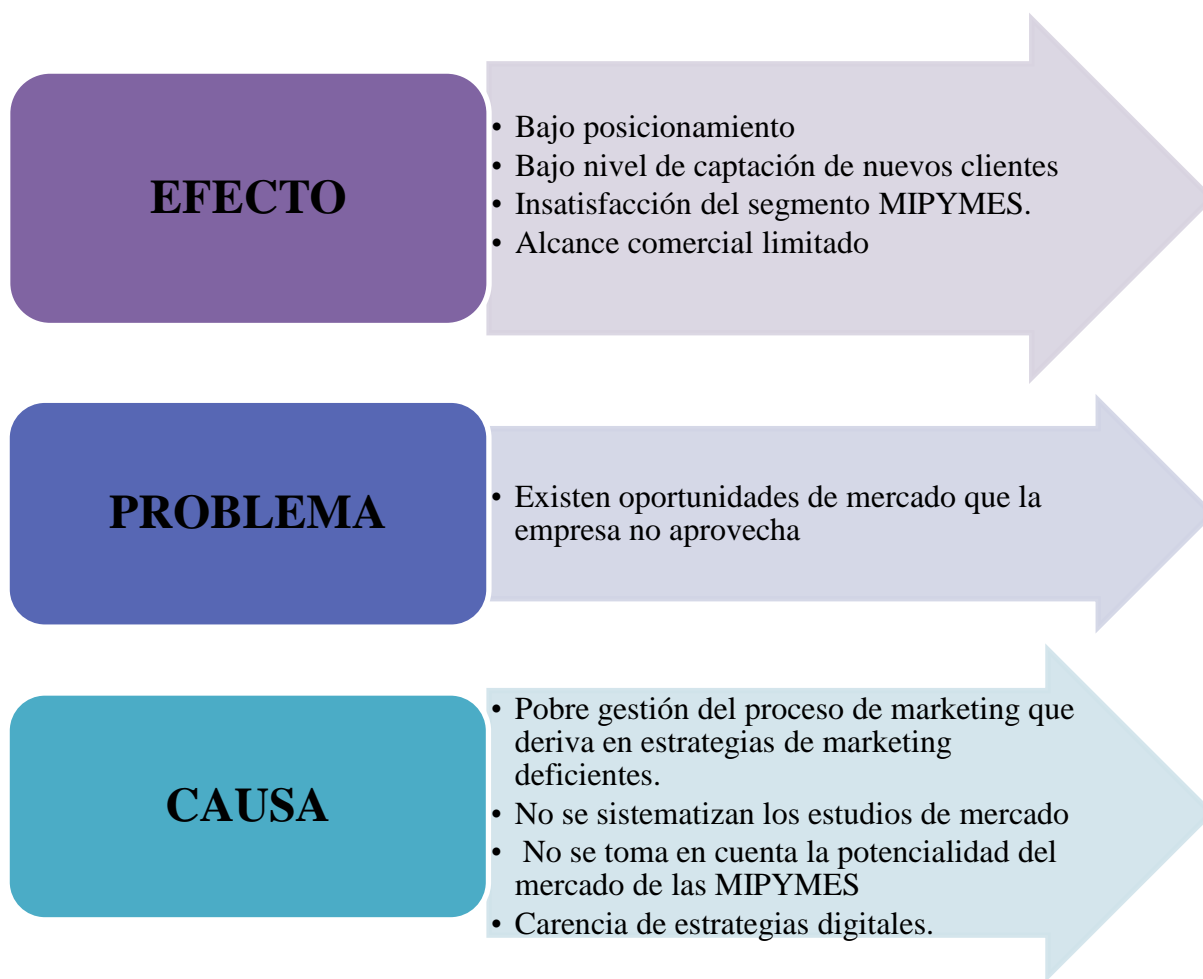 EFECTO
• Bajo posicionamiento
• Bajo nivel de captación de nuevos clientes
• Insatisfacción del segmento MIPYMES.
• Alcance comercial limitado
PROBLEMA
• Existen oportunidades de mercado que la
empresa no aprovecha
CAUSA
• Pobre gestión del proceso de marketing que
deriva en estrategias de marketing
deficientes.
• No se sistematizan los estudios de mercado
• No se toma en cuenta la potencialidad del
mercado de las MIPYMES
• Carencia de estrategias digitales.